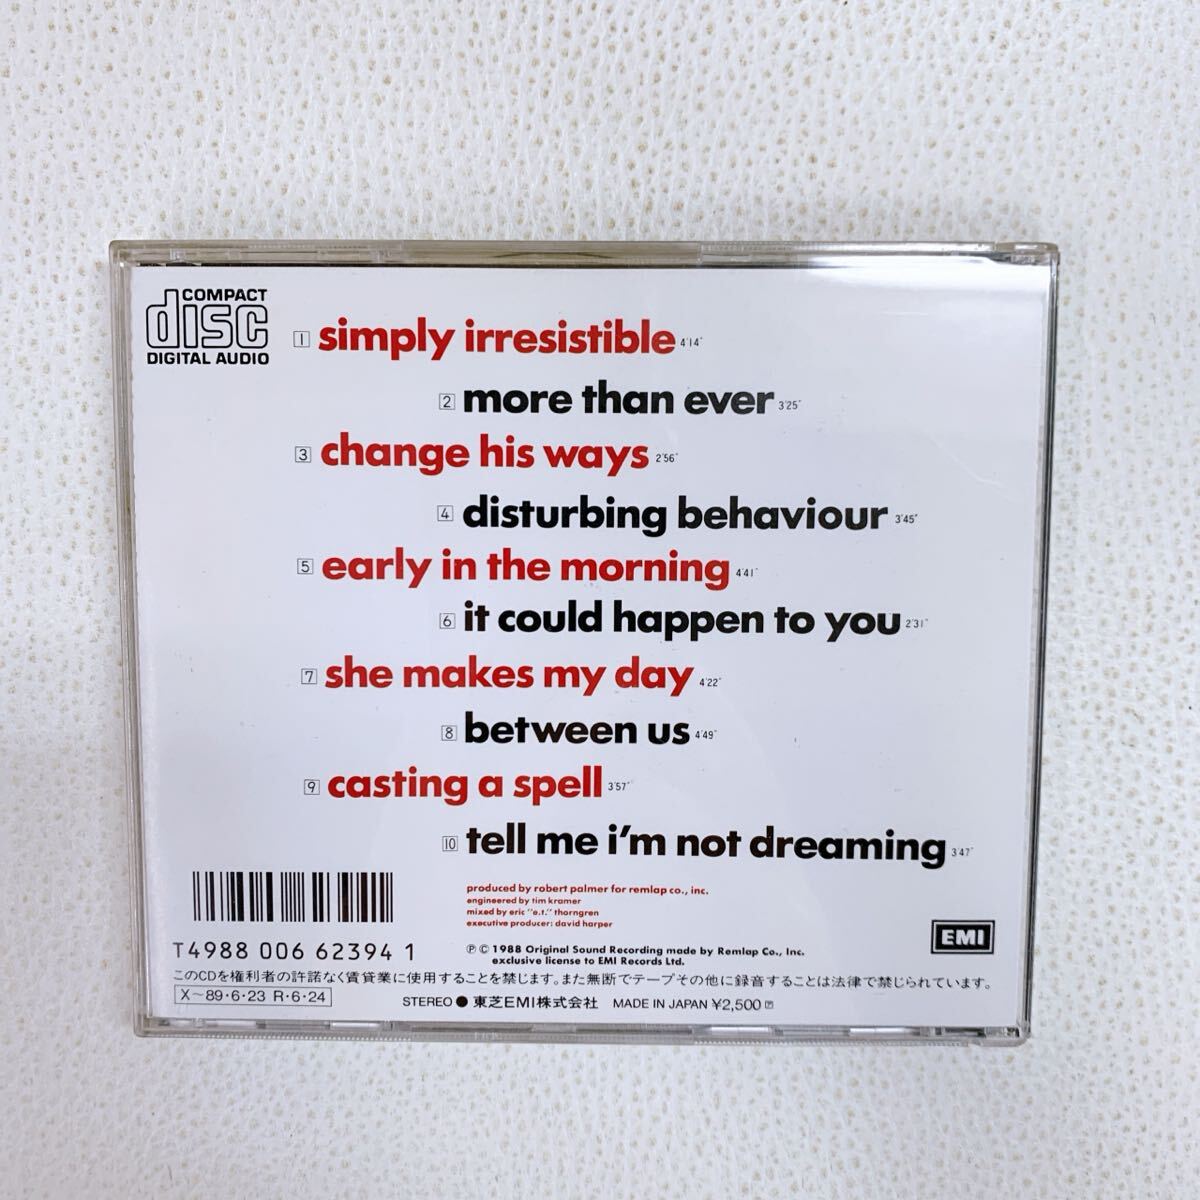 COMPACT
disc
DIGITAL AUDIO
1 simply irresistible 4'14"
2 more than ever 3'25"
3 change his ways 2'56"
4 disturbing behaviour 3'45"
5 early in the morning 4'41"
6 it could happen to you 2'31"
7 she makes my day 4'22"
8 between us 4'49"
9 casting a spell 3'57"
10 tell me i'm not dreaming 3'47"
produced by robert palmer for remlap co., inc.
engineered by tim kramer
mixed by eric "e.t." thorngren
executive producer: david harper
T4988 006 62394 1
℗ © 1988 Original Sound Recording made by Remlap Co., Inc.
exclusive license to EMI Records Ltd.
EMI
このCDを権利者の許諾なく賃貸業に使用することを禁じます。また無断でテープその他に録音することは法律で禁じられています。
X〜89・6・23 R・6・24
STEREO ● 東芝EMI株式会社 MADE IN JAPAN ¥2,500